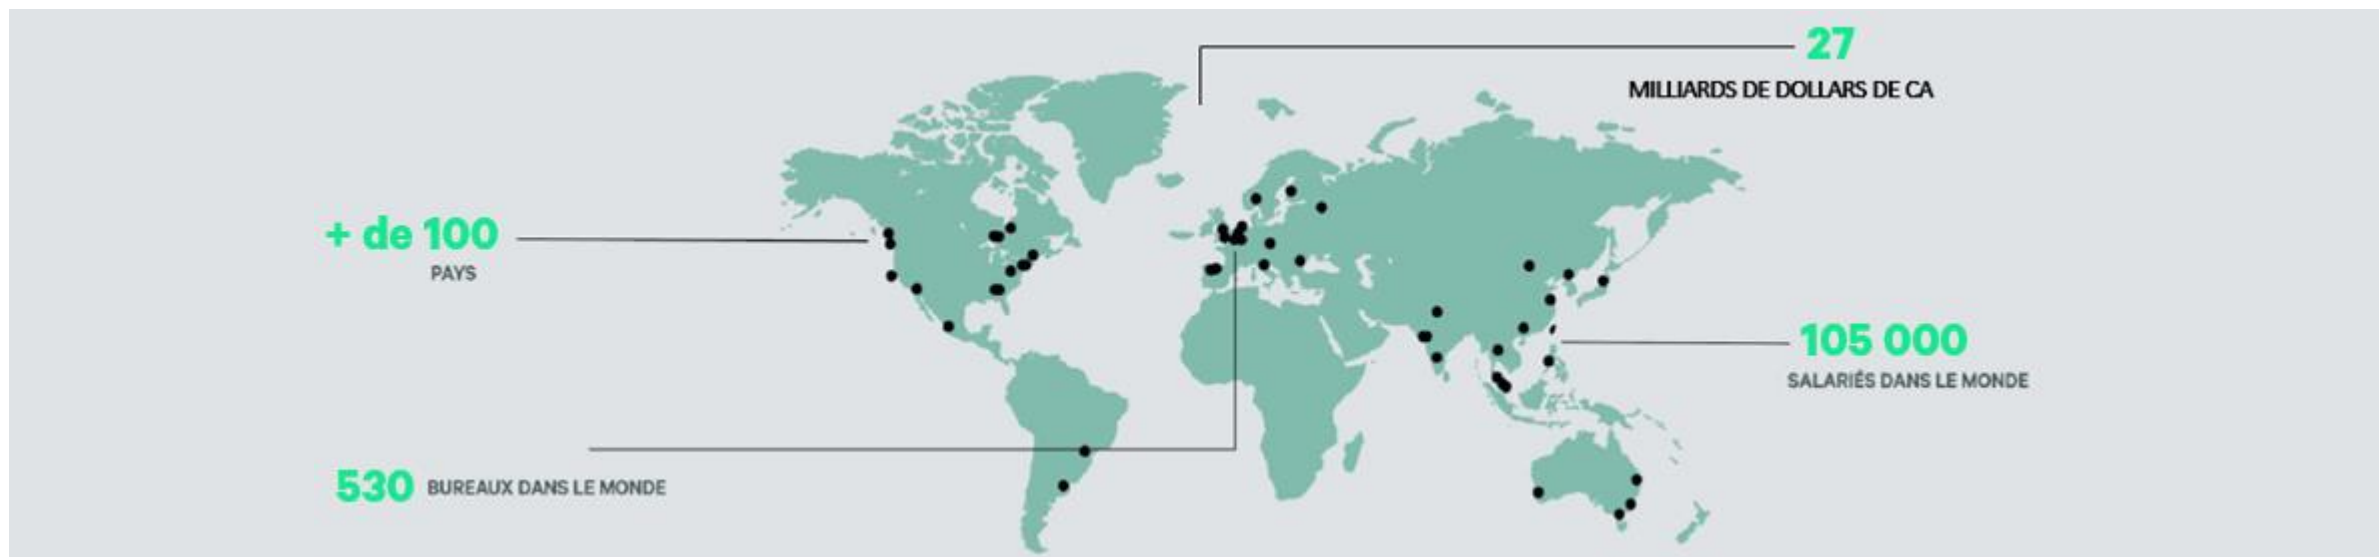 27
MILLIARDS DE DOLLARS DE CA
+ de 100
PAYS
105 000
SALARIÉS DANS LE MONDE
530 BUREAUX DANS LE MONDE